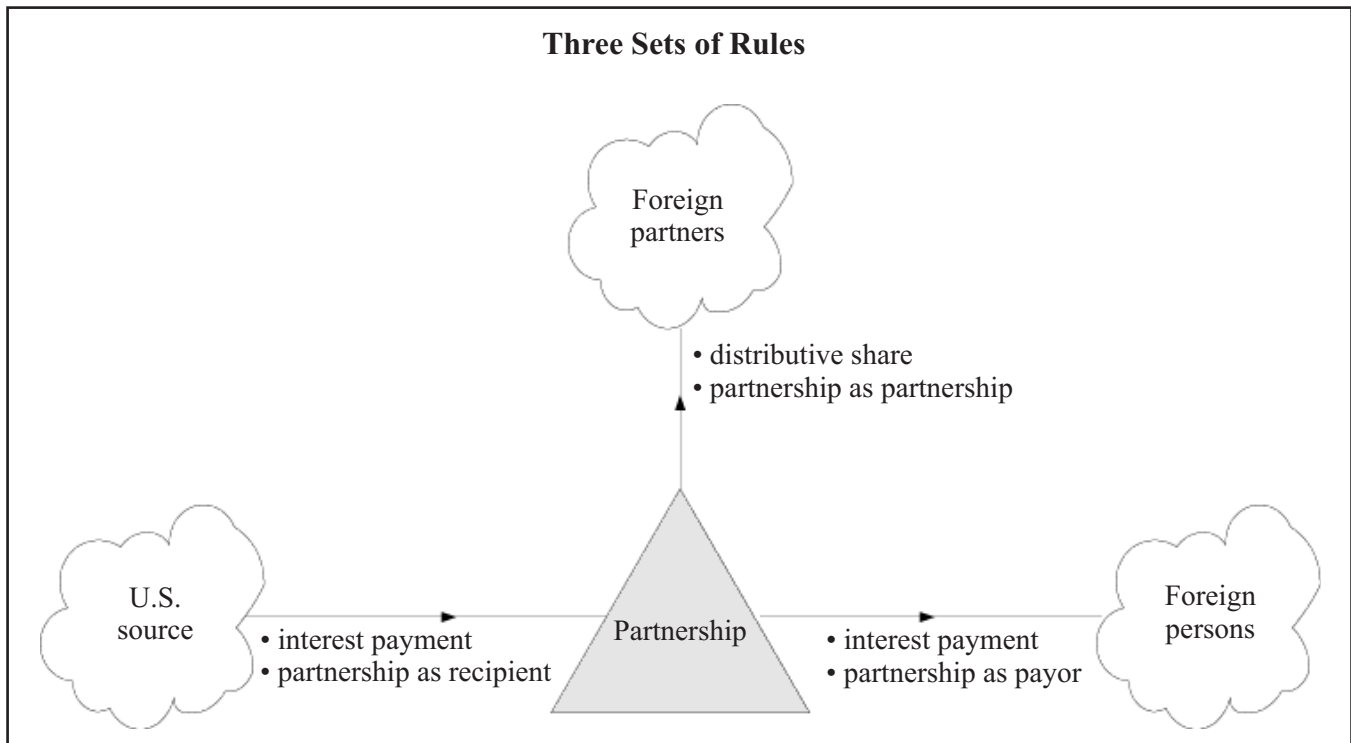 Three Sets of Rules
Foreign
partners
• distributive share
• partnership as partnership
U.S.
source
• interest payment
• partnership as recipient
Partnership
• interest payment
• partnership as payor
Foreign
persons